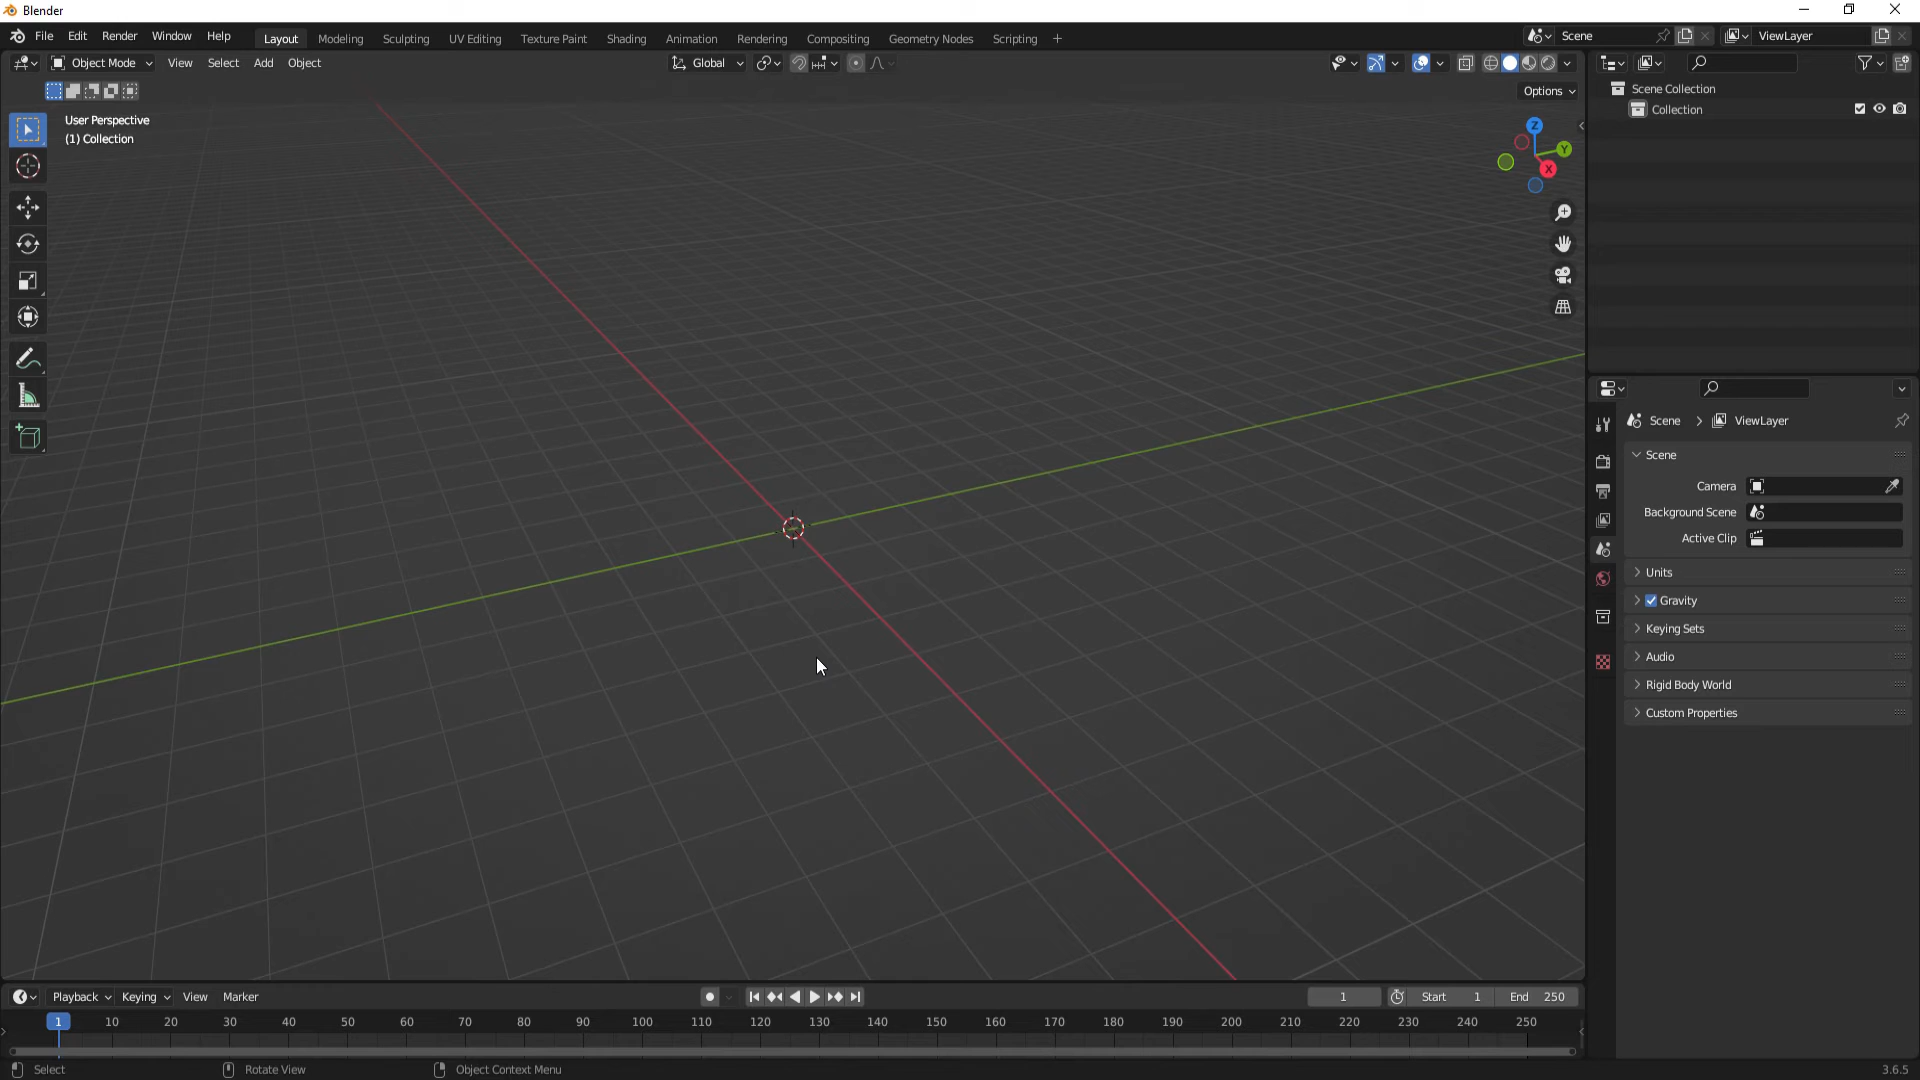 Blender
File Edit Render Window Help Layout Modeling Sculpting UV Editing Texture Paint Shading Animation Rendering Compositing Geometry Nodes Scripting + Scene ViewLayer
Object Mode View Select Add Object Global
Options
User Perspective
(1) Collection
Z
Y
X
Scene Collection
Collection
Scene > ViewLayer
Scene
Camera
Background Scene
Active Clip
Units
Gravity
Keying Sets
Audio
Rigid Body World
Custom Properties
Playback Keying View Marker 1 Start 1 End 250
1 10 20 30 40 50 60 70 80 90 100 110 120 130 140 150 160 170 180 190 200 210 220 230 240 250
Select Rotate View Object Context Menu 3.6.5